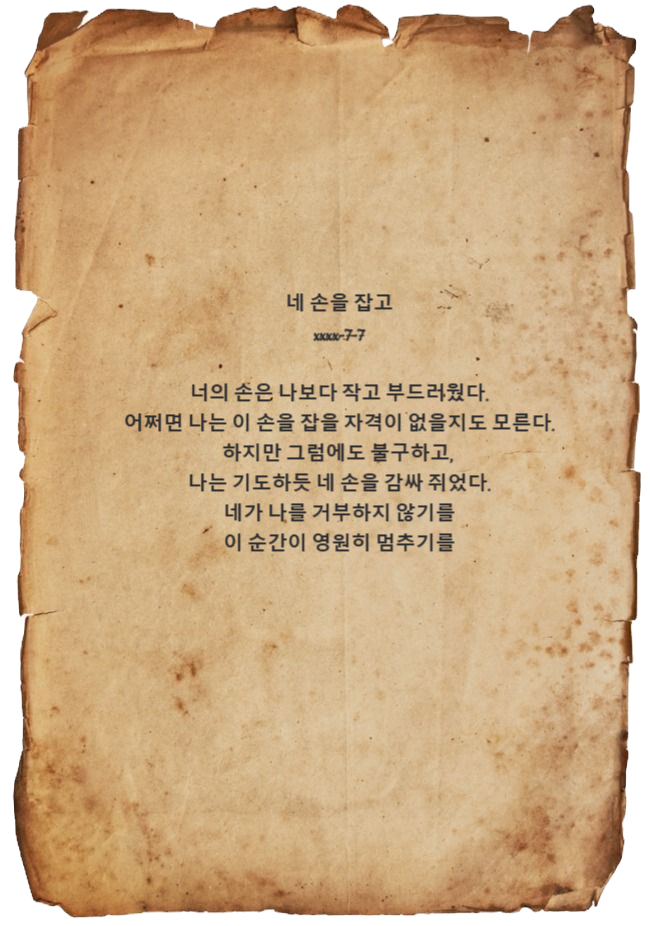 네 손을 잡고
xxxx-7-7
너의 손은 나보다 작고 부드러웠다.
어쩌면 나는 이 손을 잡을 자격이 없을지도 모른다.
하지만 그럼에도 불구하고,
나는 기도하듯 네 손을 감싸 쥐었다.
네가 나를 거부하지 않기를
이 순간이 영원히 멈추기를